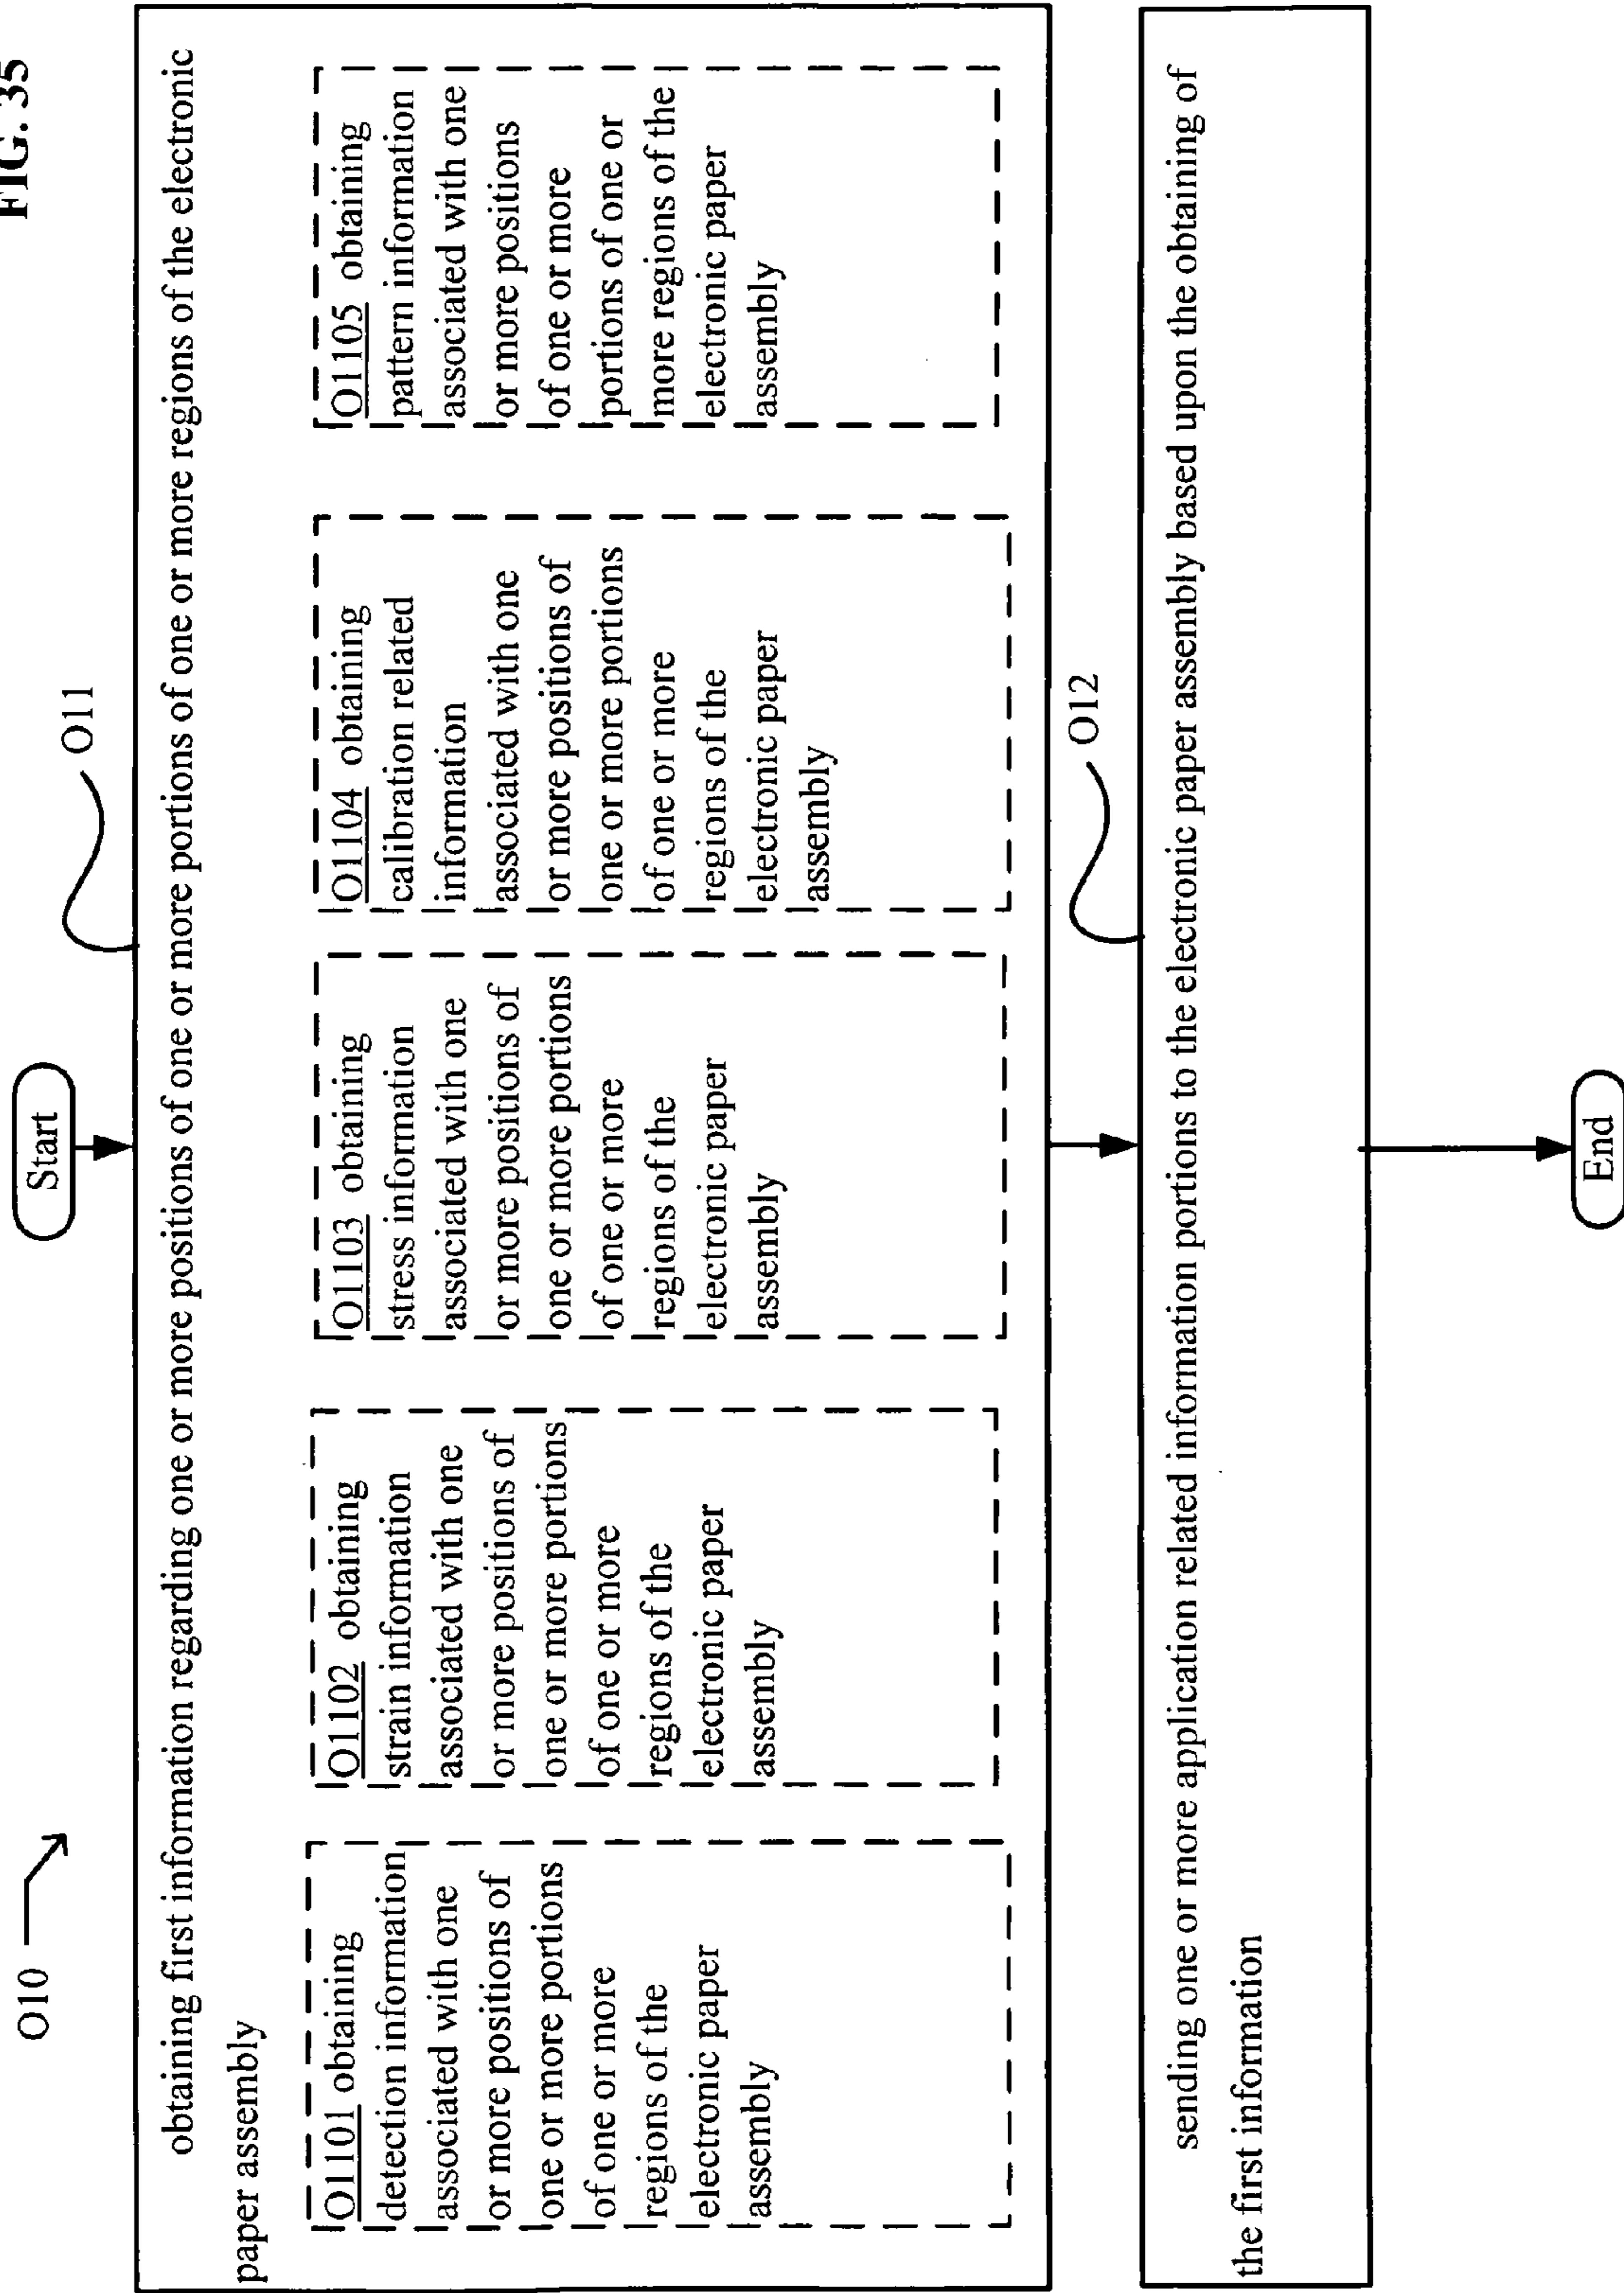 FIG. 35
O10
Start
O11
obtaining first information regarding one or more positions of one or more portions of one or more regions of the electronic
paper assembly
O1101 obtaining
detection information
associated with one
or more positions of
one or more portions
of one or more
regions of the
electronic paper
assembly
O1102 obtaining
strain information
associated with one
or more positions of
one or more portions
of one or more
regions of the
electronic paper
assembly
O1103 obtaining
stress information
associated with one
or more positions of
one or more portions
of one or more
regions of the
electronic paper
assembly
O1104 obtaining
calibration related
information
associated with one
or more positions of
one or more portions
of one or more
regions of the
electronic paper
assembly
O1105 obtaining
pattern information
associated with one
or more positions
of one or more
portions of one or
more regions of the
electronic paper
assembly
O12
sending one or more application related information portions to the electronic paper assembly based upon the obtaining of
the first information
End